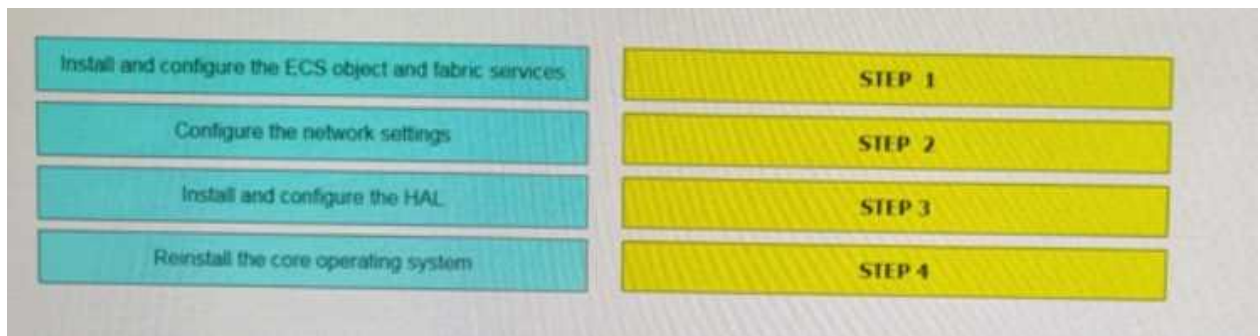 Install and configure the ECS object and fabric services
STEP 1
Configure the network settings
STEP 2
Install and configure the HAL
STEP 3
Reinstall the core operating system
STEP 4